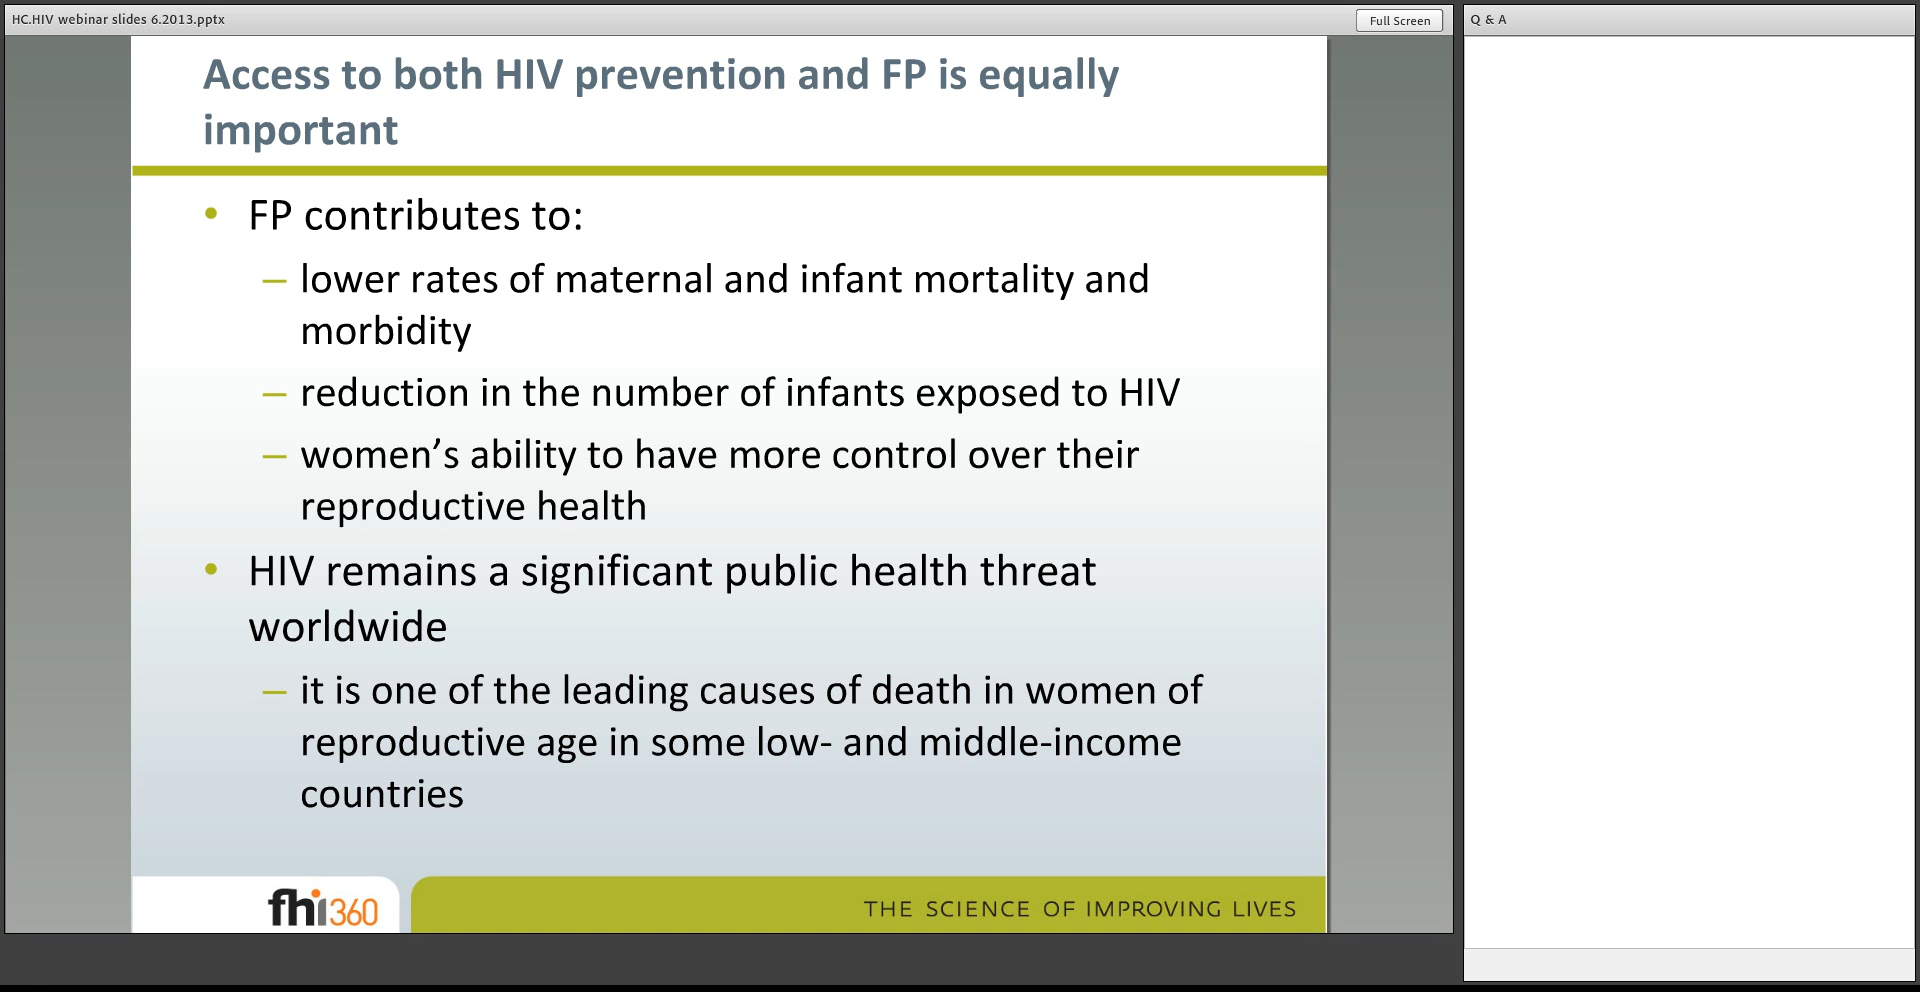 HC.HIV webinar slides 6.2013.pptx
Full Screen
Q & A
Access to both HIV prevention and FP is equally
important
• FP contributes to:
– lower rates of maternal and infant mortality and
morbidity
– reduction in the number of infants exposed to HIV
– women’s ability to have more control over their
reproductive health
• HIV remains a significant public health threat
worldwide
– it is one of the leading causes of death in women of
reproductive age in some low- and middle-income
countries
fhi360
THE SCIENCE OF IMPROVING LIVES